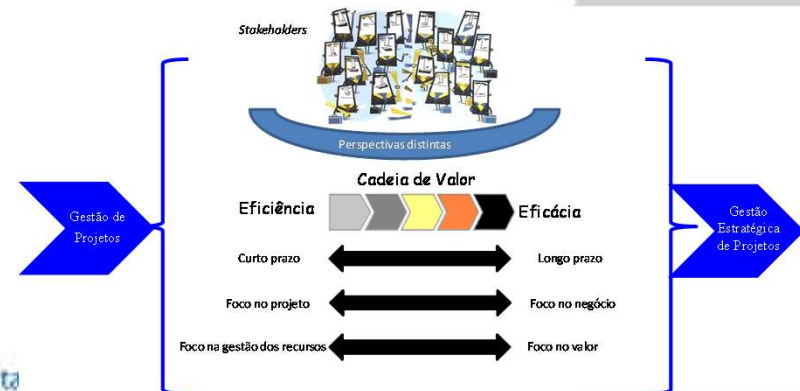 Stakeholders
Perspectivas distintas
Cadeia de Valor
Eficiência
Eficácia
Gestão de
Projetos
Gestão
Estratégica
de Projetos
Curto prazo
Longo prazo
Foco no projeto
Foco no negócio
Foco na gestão dos recursos
Foco no valor